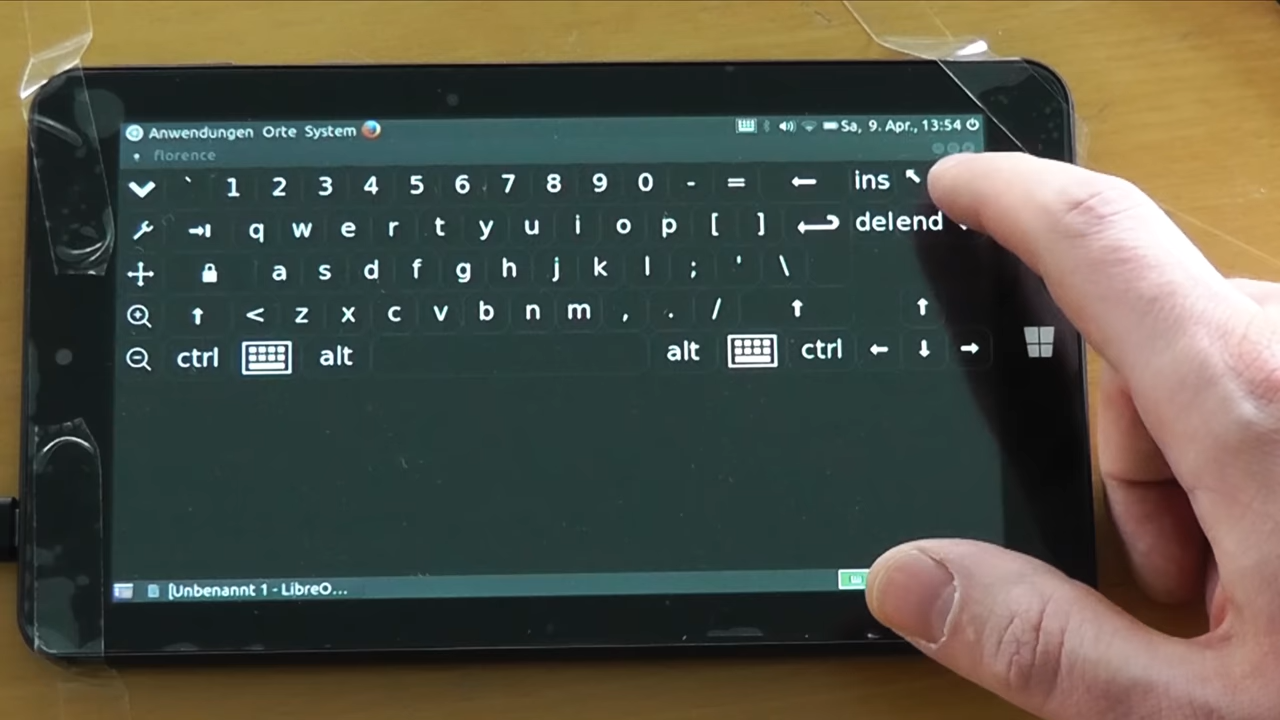 Anwendungen Orte System Sa, 9. Apr., 13:54
florence
` 1 2 3 4 5 6 7 8 9 0 - = ← ins ↖
q w e r t y u i o p [ ] delend
a s d f g h j k l ; ' \
↑ < z x c v b n m , . / ↑ ↑
ctrl alt alt ctrl ← ↓ →
[Unbenannt 1 - LibreO...